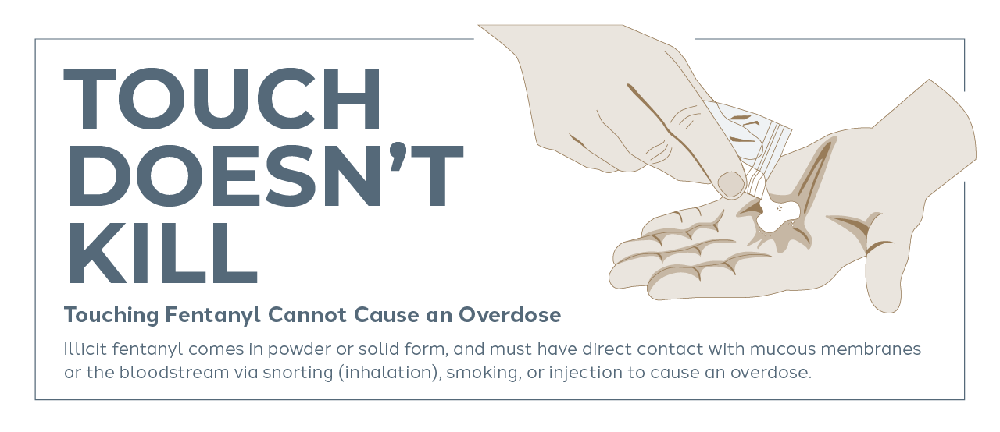 TOUCH
DOESN’T
KILL
Touching Fentanyl Cannot Cause an Overdose
Illicit fentanyl comes in powder or solid form, and must have direct contact with mucous membranes
or the bloodstream via snorting (inhalation), smoking, or injection to cause an overdose.